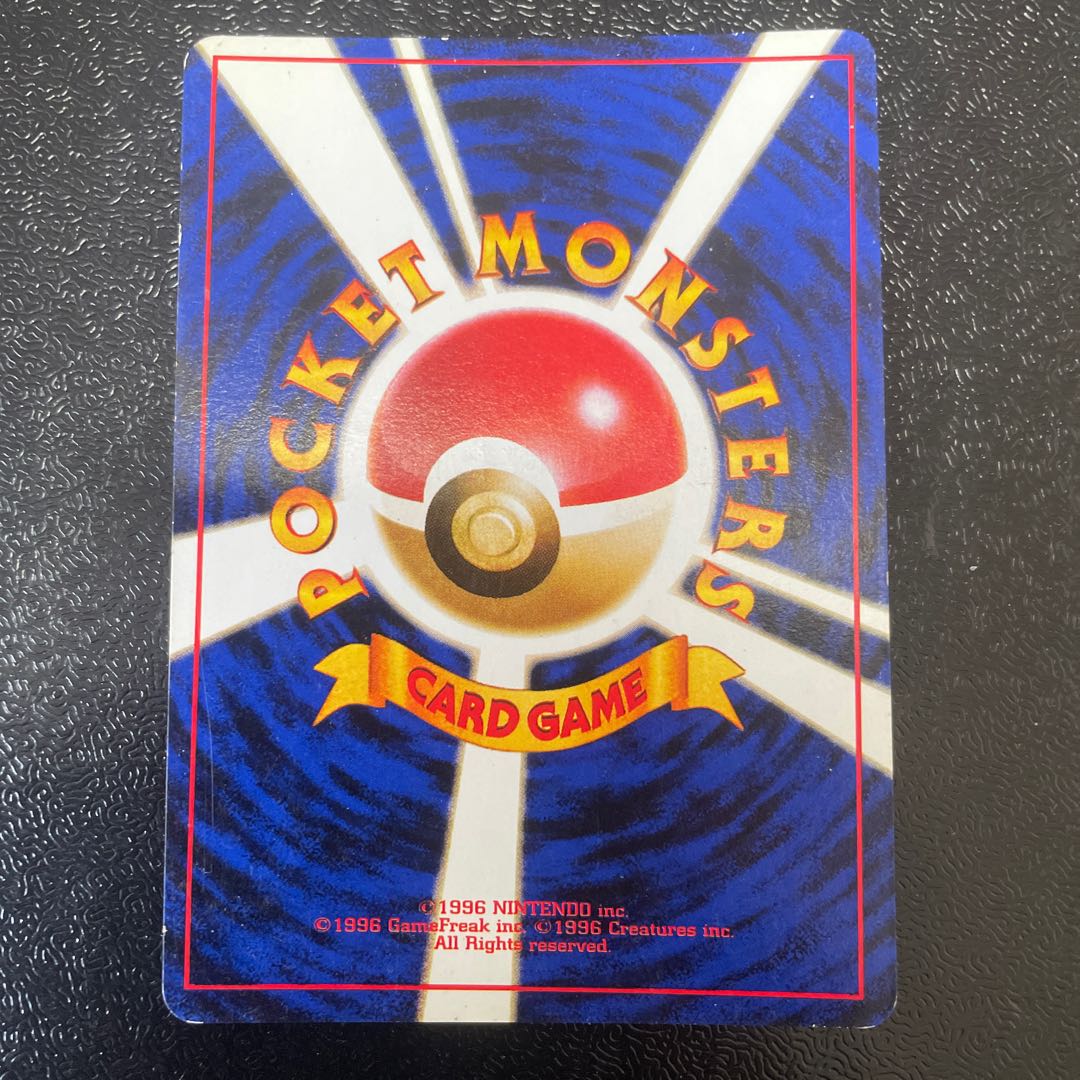 POCKET MONSTERS
CARD GAME
©1996 NINTENDO inc.
©1996 GameFreak inc. ©1996 Creatures inc.
All Rights reserved.